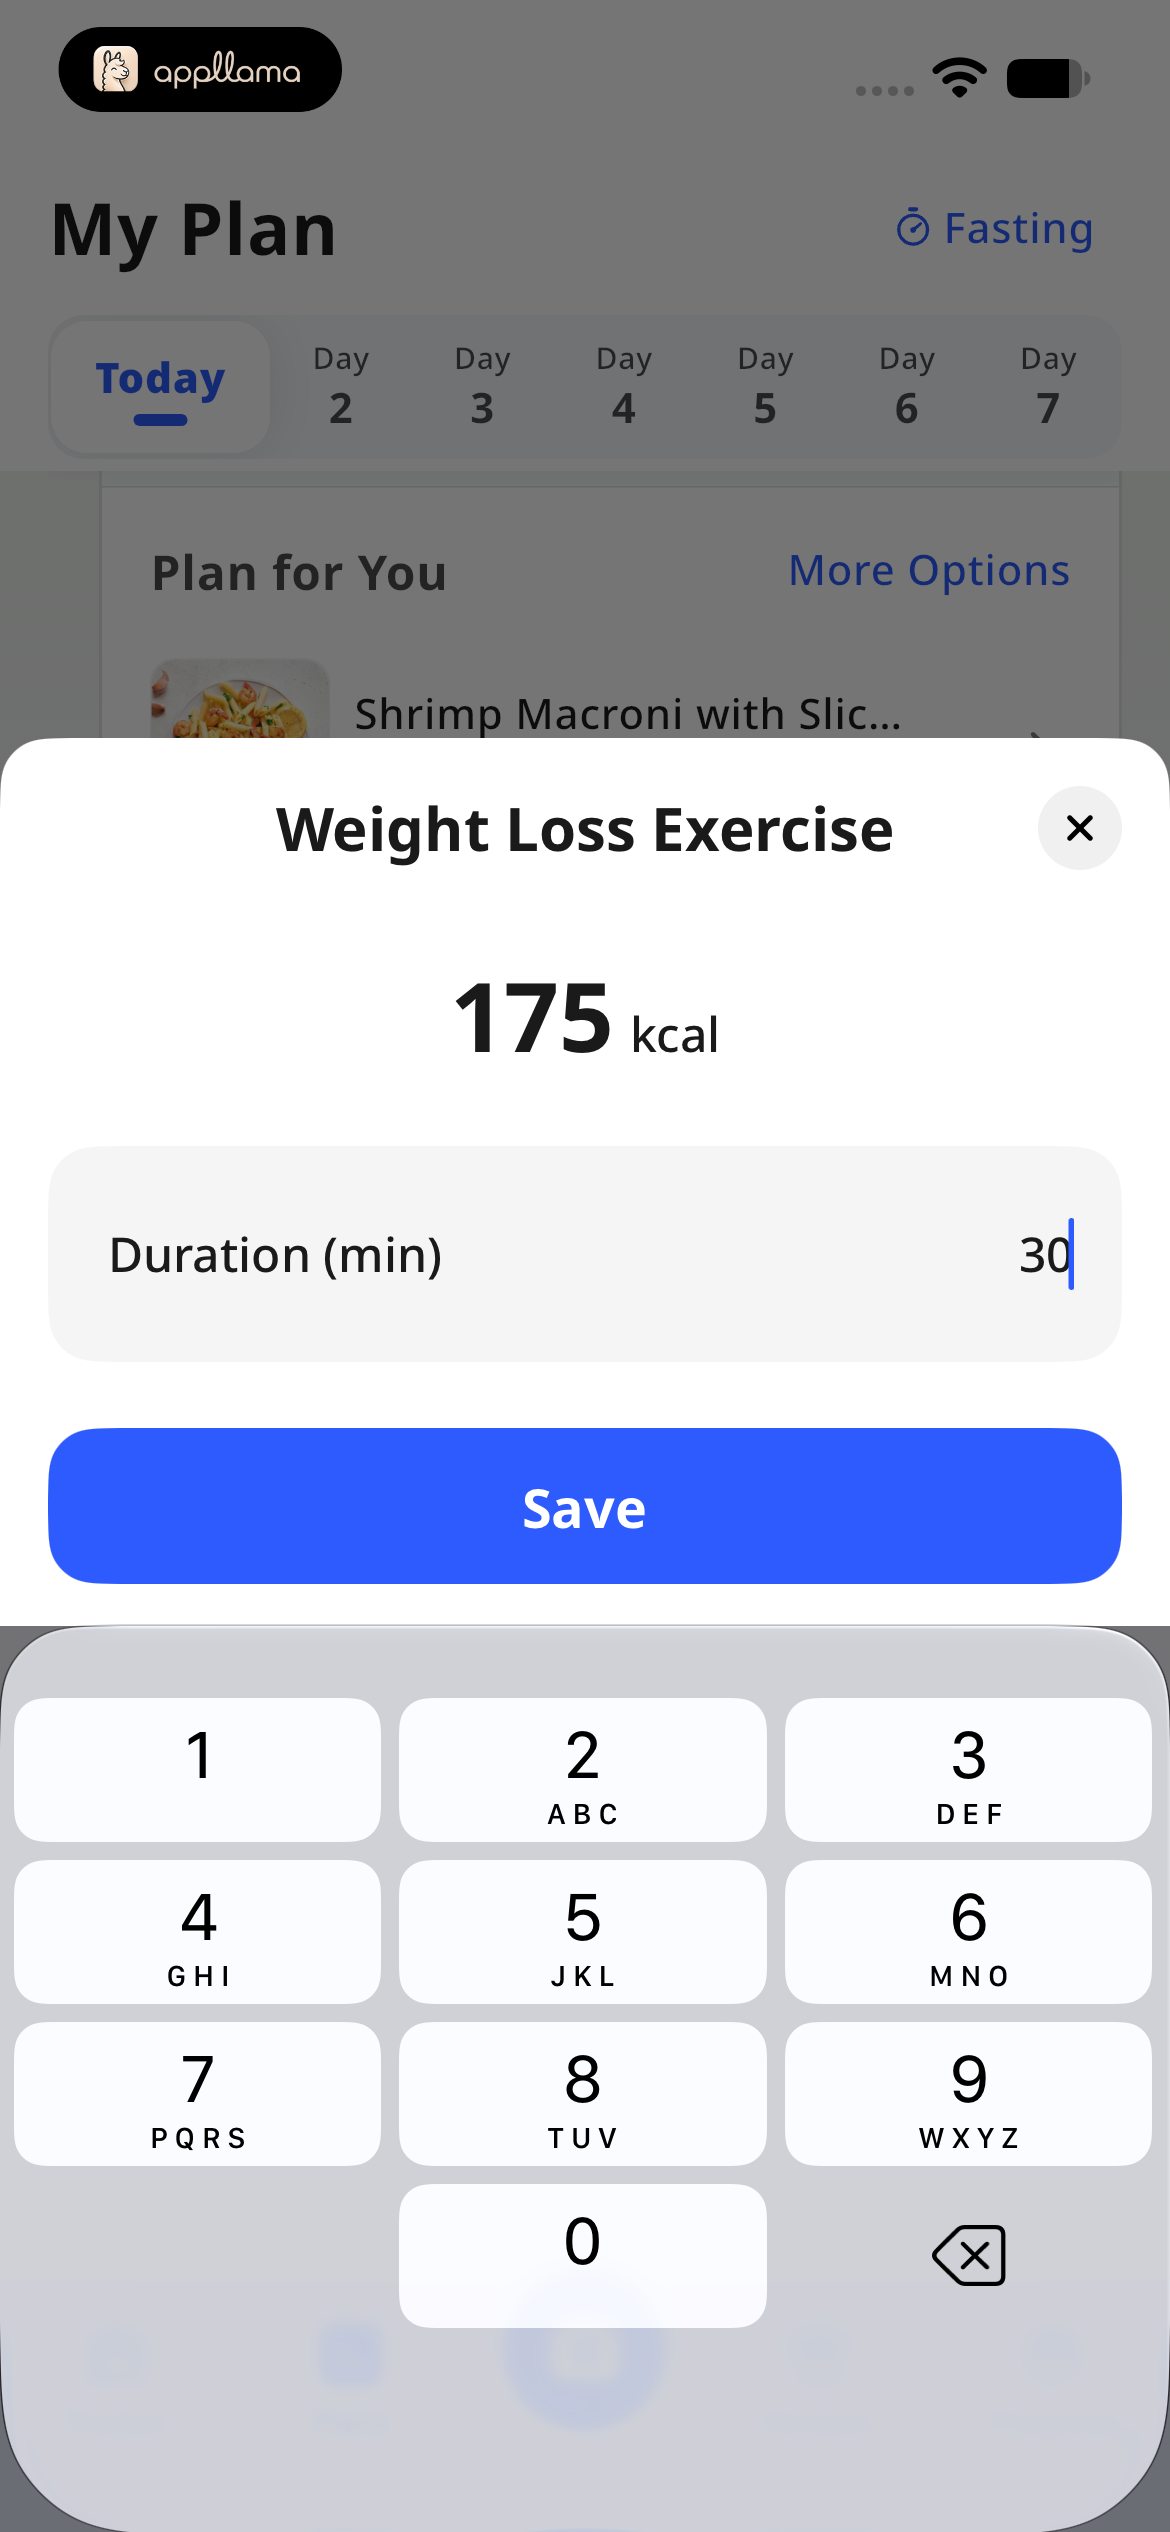 appllama
My Plan
Fasting
Today
Day 2
Day 3
Day 4
Day 5
Day 6
Day 7
Plan for You
More Options
Shrimp Macroni with Slic...
Weight Loss Exercise
175 kcal
Duration (min)
30
Save
1
2
ABC
3
DEF
4
GHI
5
JKL
6
MNO
7
PQRS
8
TUV
9
WXYZ
0